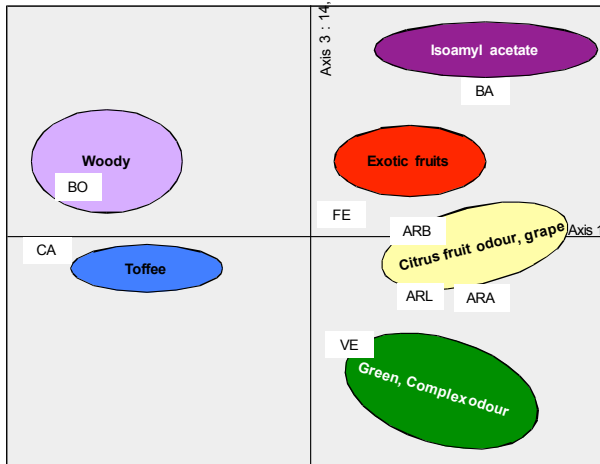 Axis 3 : 14,
Isoamyl acetate
BA
Woody
Exotic fruits
BO
FE
ARB
Axis 1
Citrus fruit odour, grape
CA
Toffee
ARL
ARA
VE
Green, Complex odour